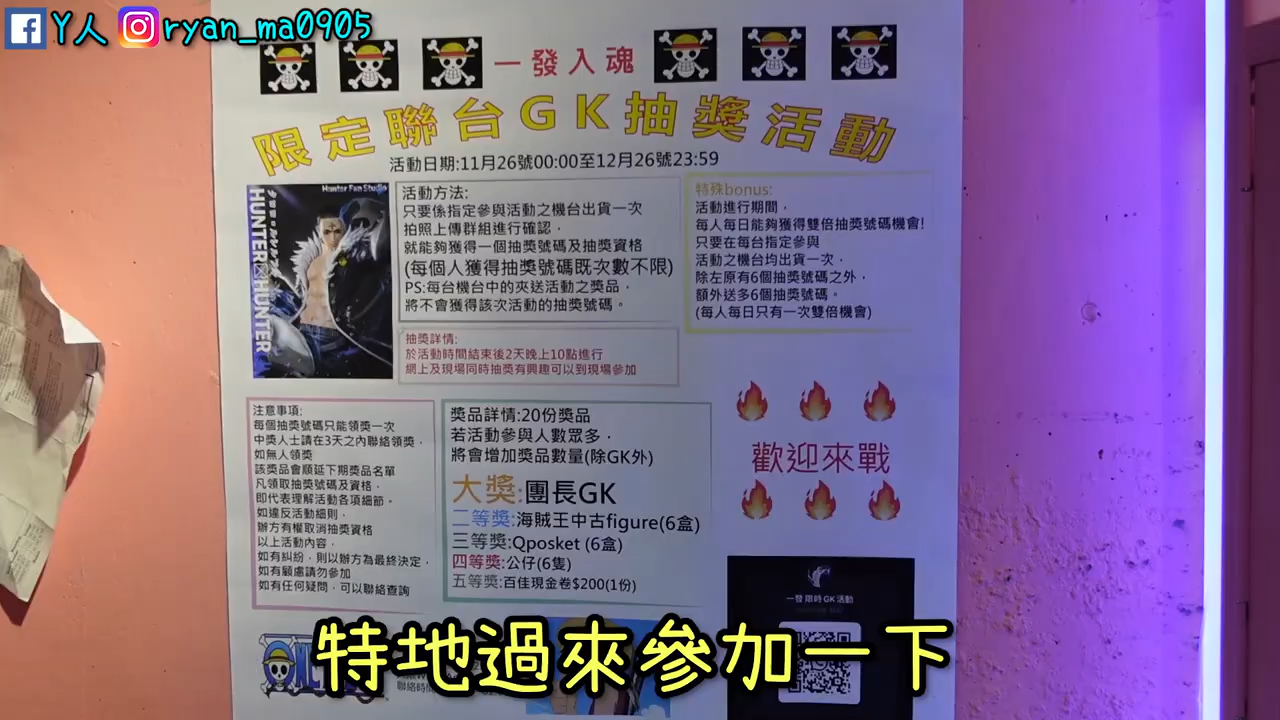 Y人 ryan_ma0905
一發入魂
限定聯台GK抽獎活動
活動日期:11月26號00:00至12月26號23:59
Hunter Fan Studio
HUNTER×HUNTER
活動方法:
只要係指定參與活動之機台出貨一次
拍照上傳群組進行確認,
就能夠獲得一個抽獎號碼及抽獎資格
(每個人獲得抽獎號碼既次數不限)
PS:每台機台中的夾送活動之獎品,
將不會獲得該次活動的抽獎號碼。
特殊bonus:
活動進行期間,
每人每日能夠獲得雙倍抽獎號碼機會!
只要在每台指定參與
活動之機台均出貨一次,
除左原有6個抽獎號碼之外,
額外送多6個抽獎號碼。
(每人每日只有一次雙倍機會)
抽獎詳情:
於活動時間結束後2天晚上10點進行
網上及現場同時抽獎有興趣可以到現場參加
注意事項:
每個抽獎號碼只能領獎一次
中獎人士請在3天之內聯絡領獎,
如無人領獎
該獎品會順延下期獎品名單
凡領取抽獎號碼及資格,
即代表理解活動各項細節。
如違反活動細則,
辦方有權取消抽獎資格
以上活動內容,
如有糾紛,則以辦方為最終決定,
如有顧慮請勿參加
如有任何疑問,可以聯絡查詢
獎品詳情:20份獎品
若活動參與人數眾多,
將會增加獎品數量(除GK外)
大獎:團長GK
二等獎:海賊王中古figure(6盒)
三等獎:Qposket (6盒)
四等獎:公仔(6隻)
五等獎:百佳現金卷$200(1份)
歡迎來戰
一發 限時GK活動
特地過來參加一下